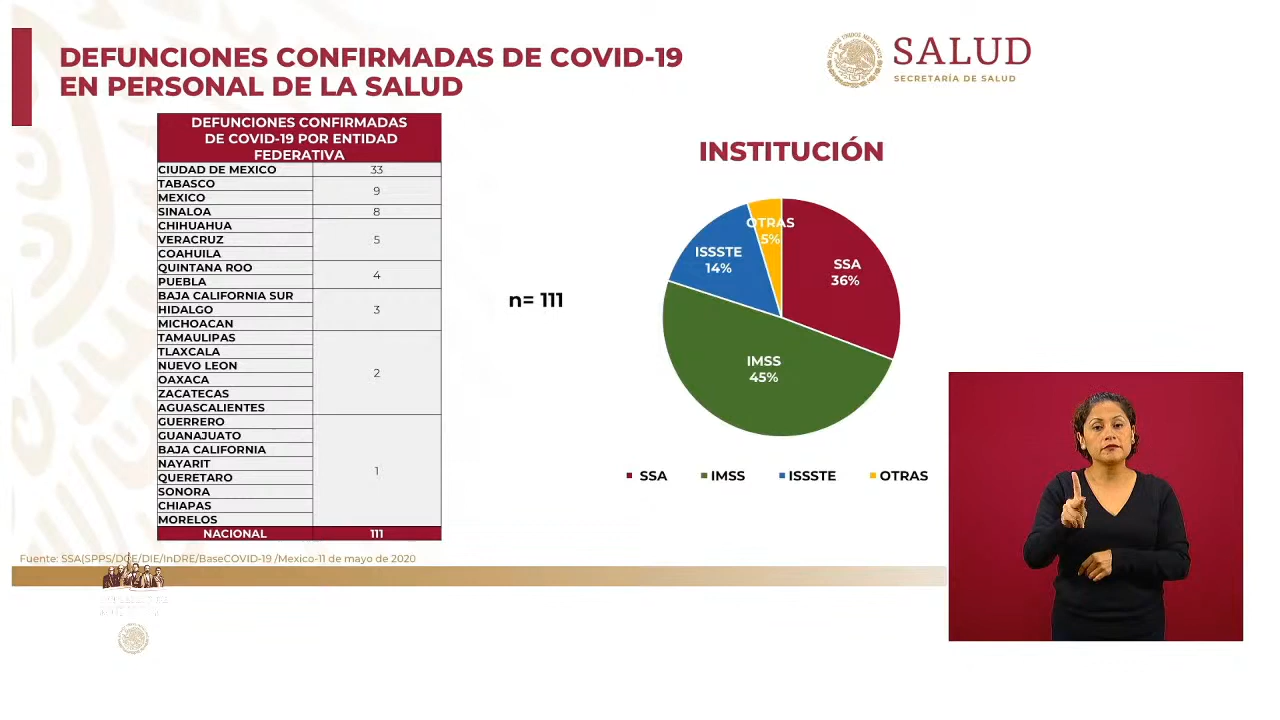 DEFUNCIONES CONFIRMADAS DE COVID-19
EN PERSONAL DE LA SALUD
ESTADOS UNIDOS MEXICANOS
SALUD
SECRETARÍA DE SALUD
DEFUNCIONES CONFIRMADAS
DE COVID-19 POR ENTIDAD
FEDERATIVA
CIUDAD DE MEXICO 33
TABASCO
9
MEXICO
SINALOA 8
CHIHUAHUA
VERACRUZ 5
COAHUILA
QUINTANA ROO
4
PUEBLA
BAJA CALIFORNIA SUR
HIDALGO 3
MICHOACAN
TAMAULIPAS
TLAXCALA
NUEVO LEON
2
OAXACA
ZACATECAS
AGUASCALIENTES
GUERRERO
GUANAJUATO
BAJA CALIFORNIA
NAYARIT
1
QUERETARO
SONORA
CHIAPAS
MORELOS
NACIONAL 111
n= 111
INSTITUCIÓN
OTRAS
5%
ISSSTE
14%
SSA
36%
IMSS
45%
SSA IMSS ISSSTE OTRAS
Fuente: SSA(SPPS/DGE/DIE/InDRE/BaseCOVID-19 /Mexico-11 de mayo de 2020